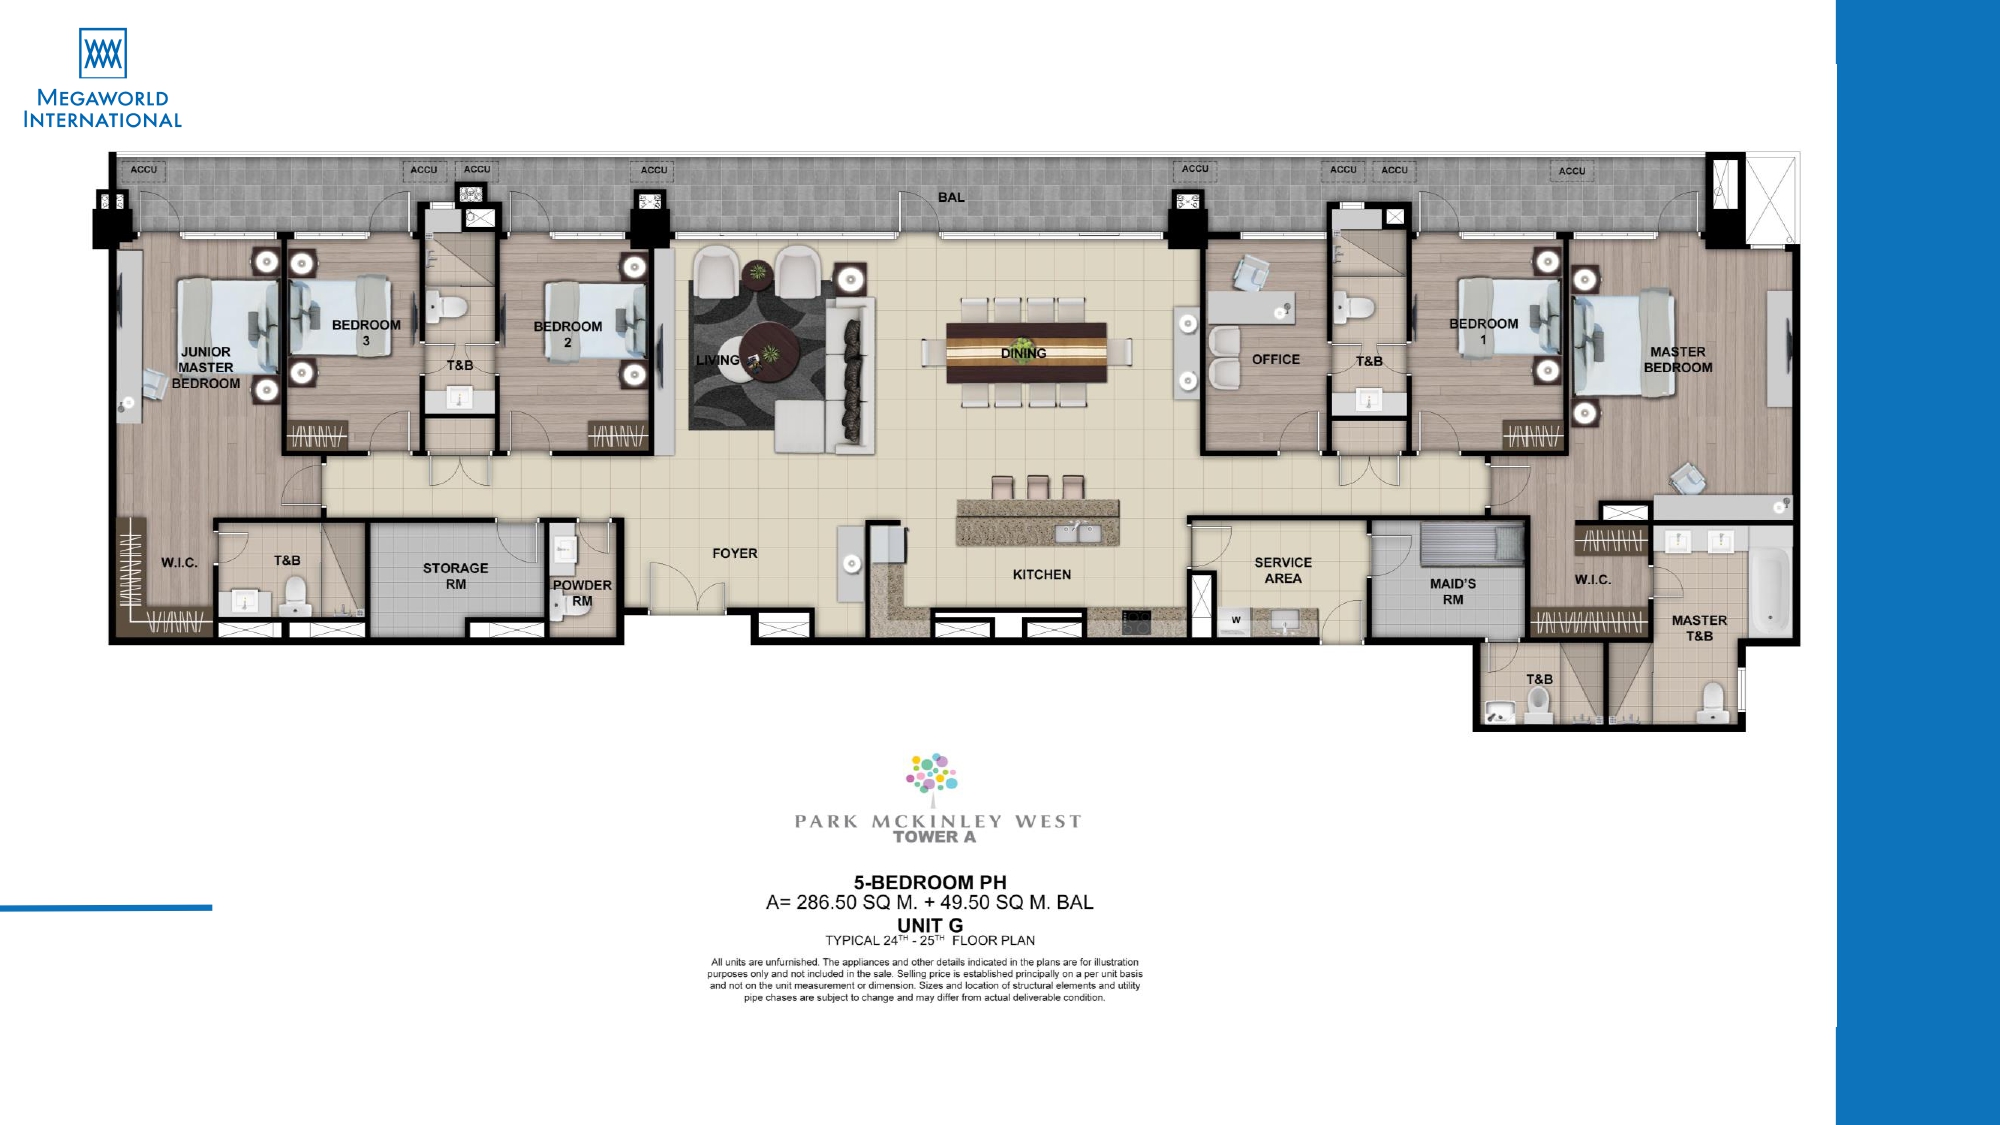 MEGAWORLD
INTERNATIONAL
ACCU
ACCU
ACCU
ACCU
ACCU
ACCU
ACCU
ACCU
BAL
JUNIOR
MASTER
BEDROOM
BEDROOM
3
T&B
BEDROOM
2
LIVING
DINING
OFFICE
T&B
BEDROOM
1
MASTER
BEDROOM
W.I.C.
T&B
STORAGE
RM
POWDER
RM
FOYER
KITCHEN
SERVICE
AREA
W
MAID'S
RM
W.I.C.
MASTER
T&B
T&B
PARK MCKINLEY WEST
TOWER A
5-BEDROOM PH
A= 286.50 SQ M. + 49.50 SQ M. BAL
UNIT G
TYPICAL 24TH - 25TH FLOOR PLAN
All units are unfurnished. The appliances and other details indicated in the plans are for illustration
purposes only and not included in the sale. Selling price is established principally on a per unit basis
and not on the unit measurement or dimension. Sizes and location of structural elements and utility
pipe chases are subject to change and may differ from actual deliverable condition.